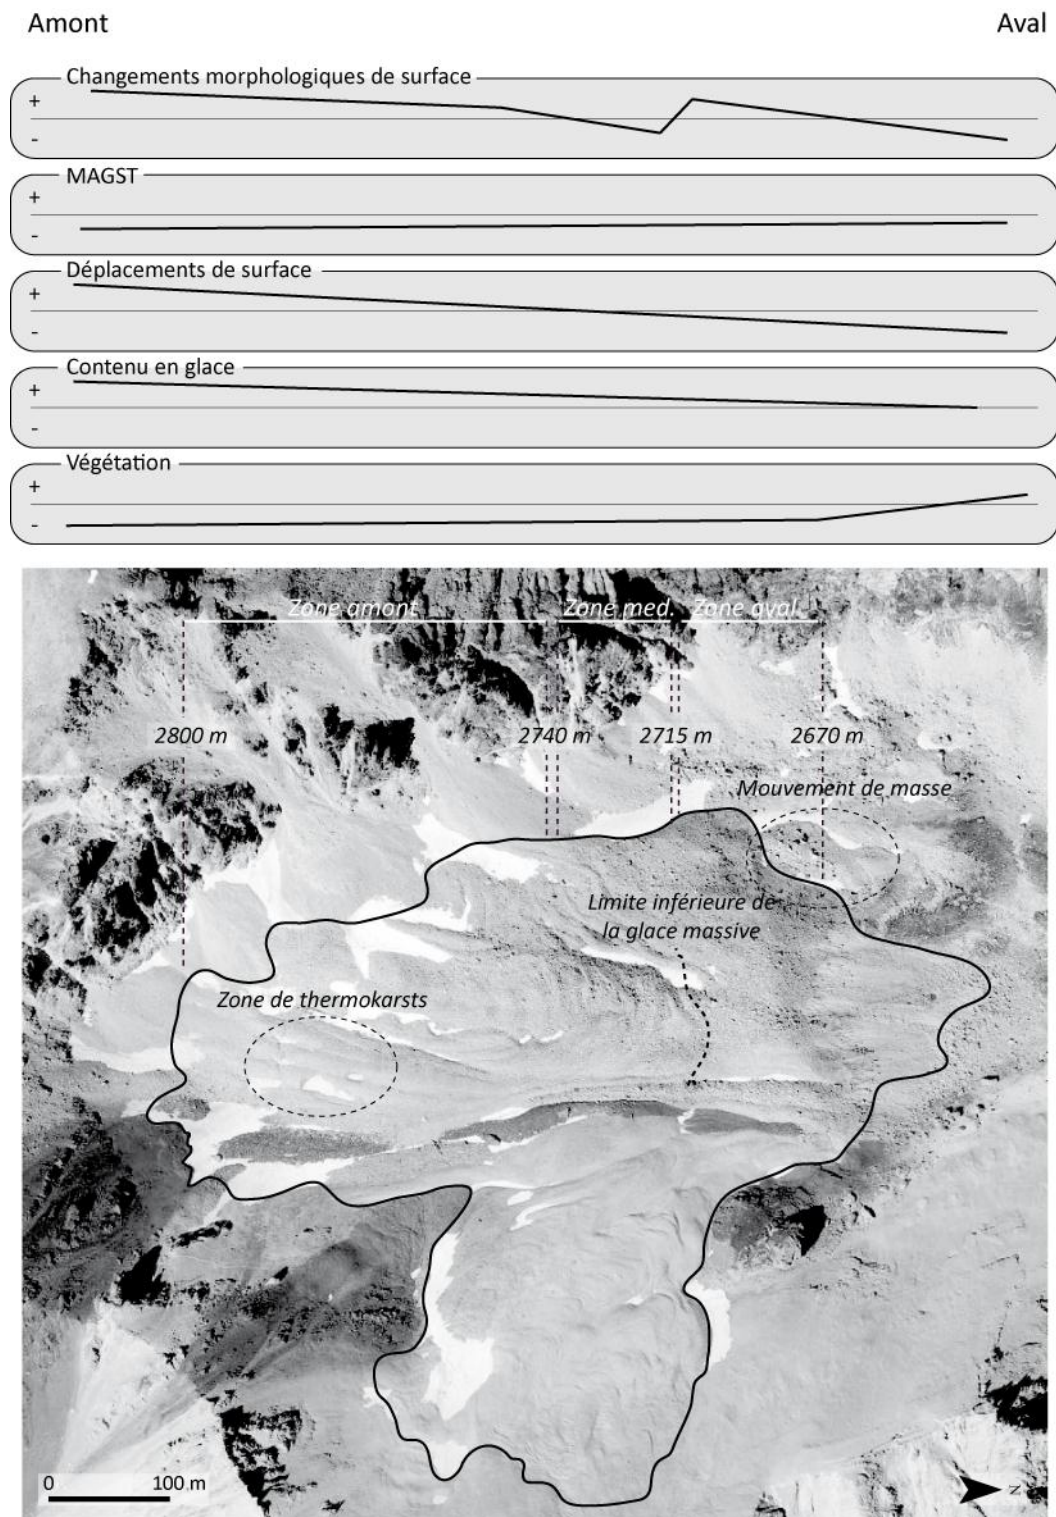 Amont Aval
Changements morphologiques de surface
+
-
MAGST
+
-
Déplacements de surface
+
-
Contenu en glace
+
-
Végétation
+
-
Zone amont Zone med. Zone aval
2800 m 2740 m 2715 m 2670 m
Mouvement de masse
Limite inférieure de
la glace massive
Zone de thermokarsts
0 100 m
N